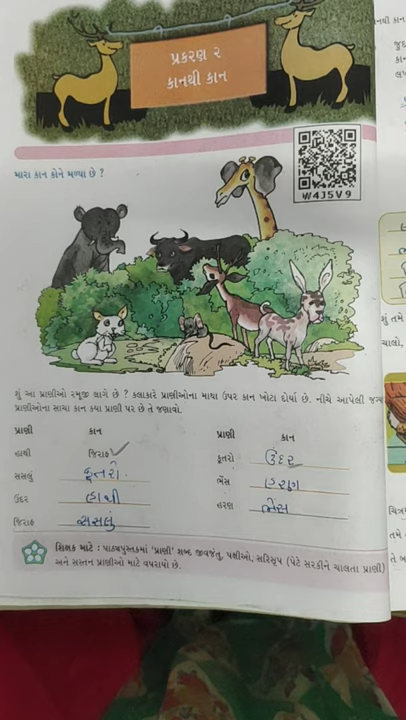 પ્રકરણ ૨
કાનથી કાન
W4J5V9
મારા કાન કોને મળ્યા છે ?
શું આ પ્રાણીઓ રમૂજી લાગે છે ? કલાકારે પ્રાણીઓના માથા ઉપર કાન ખોટા દોર્યા છે. નીચે આપેલી જગ્યા
પ્રાણીઓના સાચા કાન ક્યા પ્રાણી પર છે તે જણાવો.
પ્રાણી કાન પ્રાણી કાન
હાથી જિરાફ કૂતરો ઉંદર
સસલું કૂતરો ભેંસ હરણ
ઉંદર હાથી હરણ ભેંસ
જિરાફ સસલું
શિક્ષક માટે : પાઠ્યપુસ્તકમાં 'પ્રાણી' શબ્દ જીવજંતુ, પક્ષીઓ, સરિસૃપ (પેટે સરકીને ચાલતા પ્રાણી)
અને સસ્તન પ્રાણીઓ માટે વપરાયો છે.